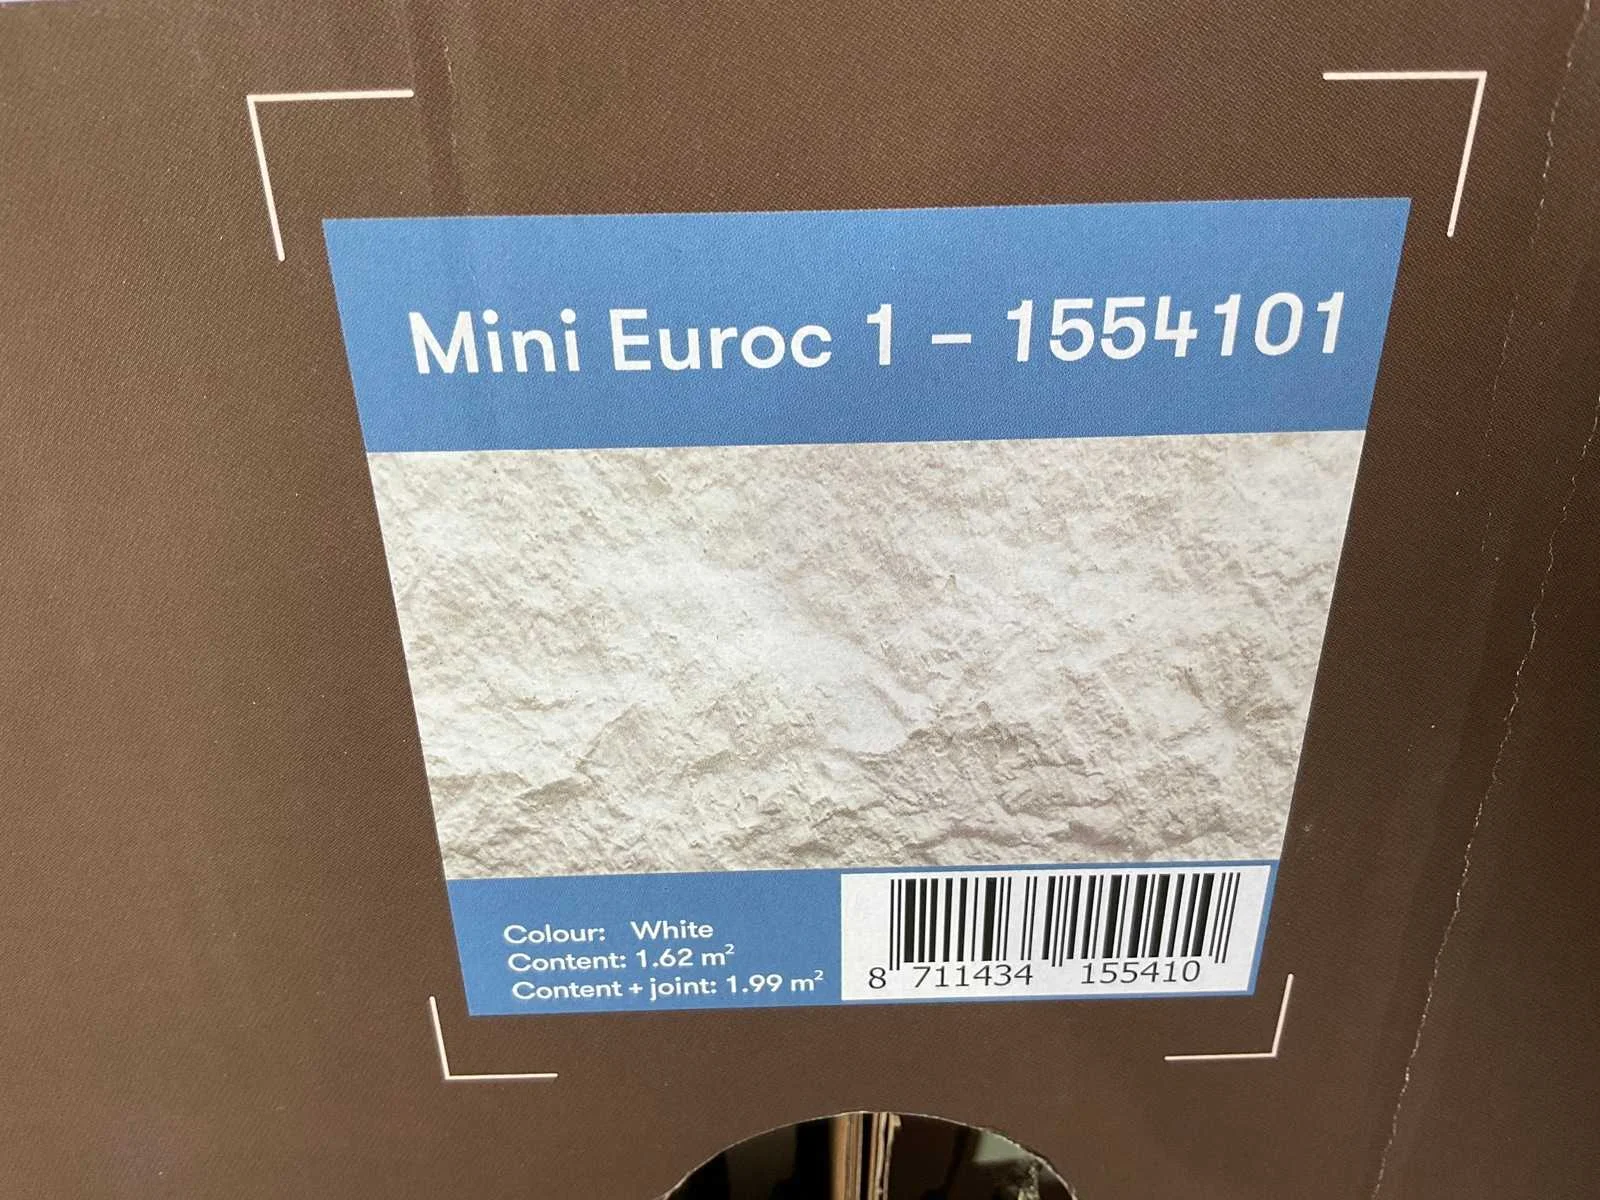 Mini Euroc 1 – 1554101
Colour: White
Content: 1.62 m²
Content + joint: 1.99 m²
8 711434 155410